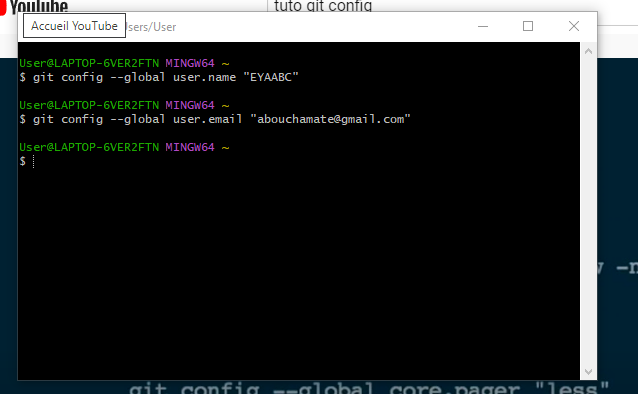 YouTube
tuto git config
Accueil YouTube
sers/User
User@LAPTOP-6VER2FTN MINGW64 ~
$ git config --global user.name "EYAABC"
User@LAPTOP-6VER2FTN MINGW64 ~
$ git config --global user.email "abouchamate@gmail.com"
User@LAPTOP-6VER2FTN MINGW64 ~
$
git config --global core.pager "less"